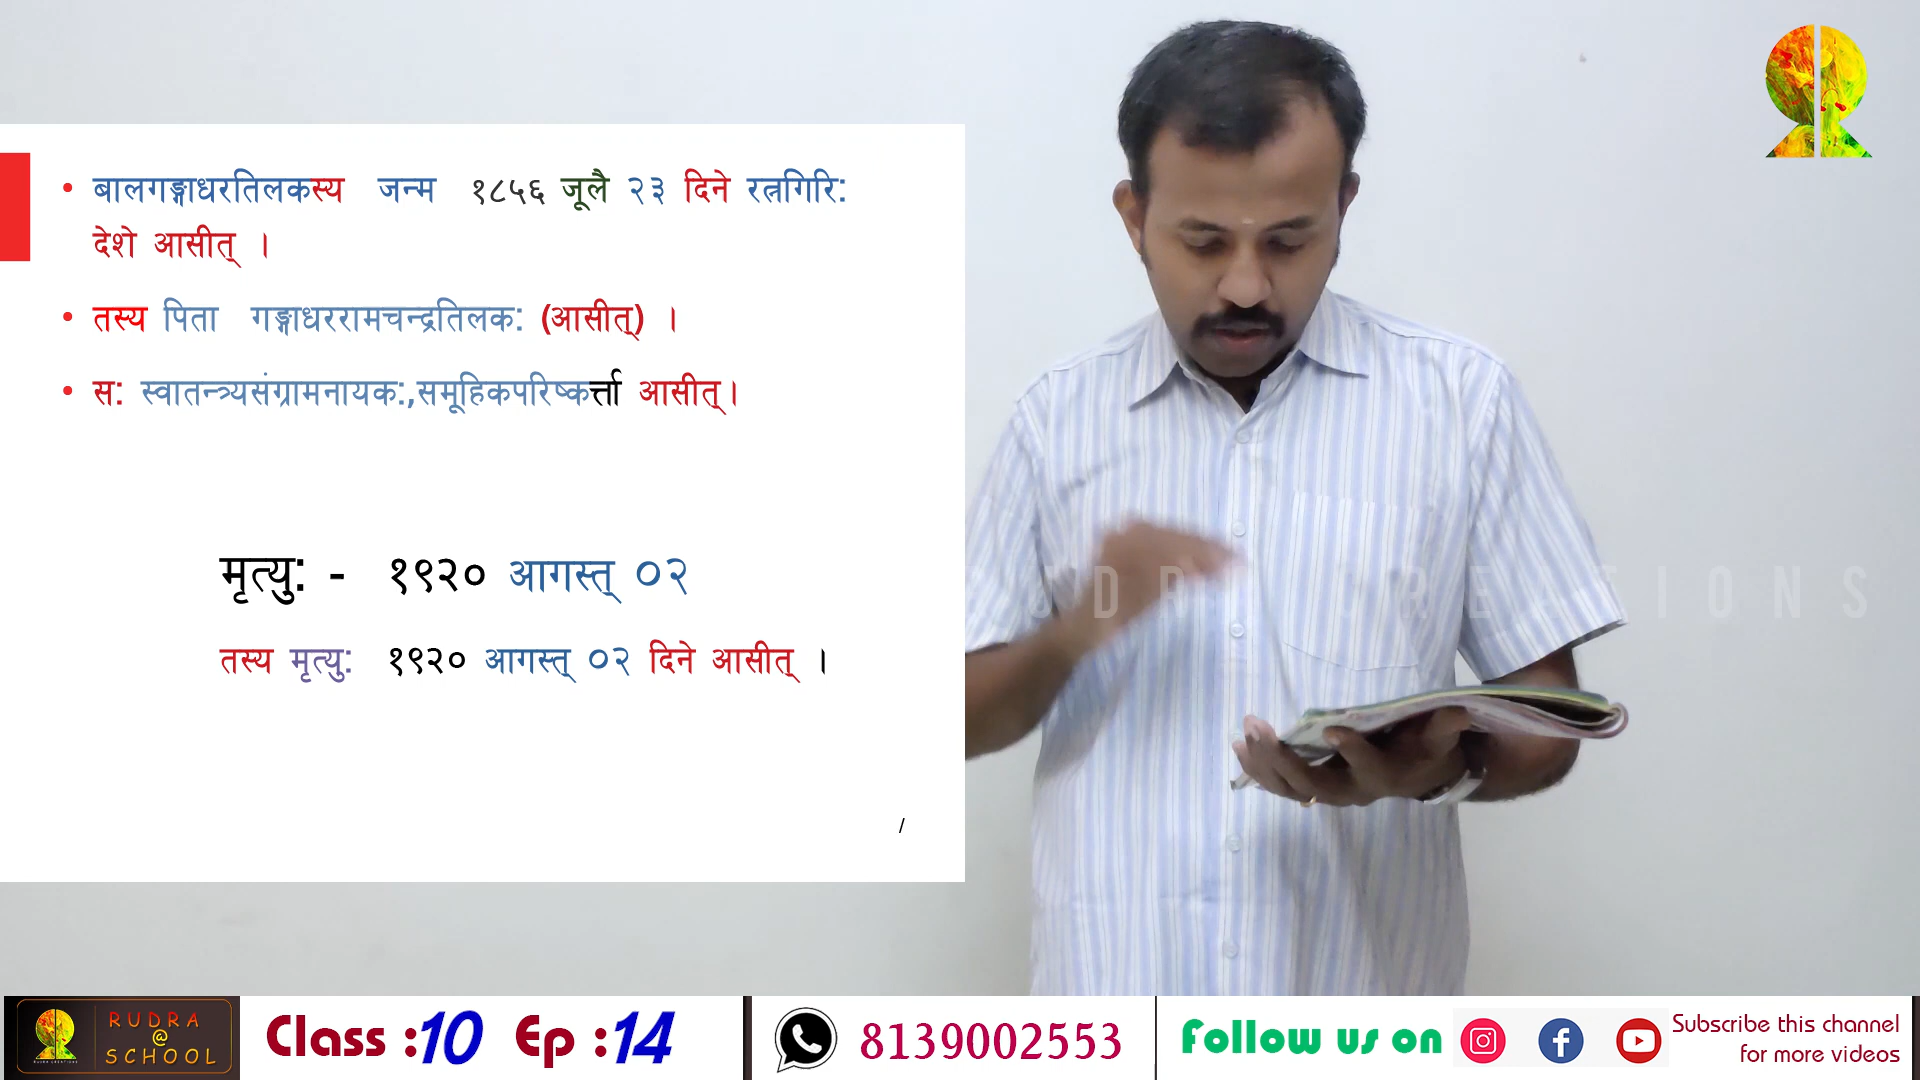 • बालगङ्गाधरतिलकस्य जन्म १८५६ जूलै २३ दिने रत्नगिरि:
देशे आसीत् ।
• तस्य पिता गङ्गाधररामचन्द्रतिलक: (आसीत्) ।
• स: स्वातन्त्र्यसंग्रामनायक:,समूहिकपरिष्कर्त्ता आसीत्।
मृत्यु: - १९२० आगस्त् ०२
तस्य मृत्यु: १९२० आगस्त् ०२ दिने आसीत् ।
/
RUDRA CREATIONS
RUDRA
@
SCHOOL
Class :10 Ep :14
8139002553
Follow us on
Subscribe this channel
for more videos